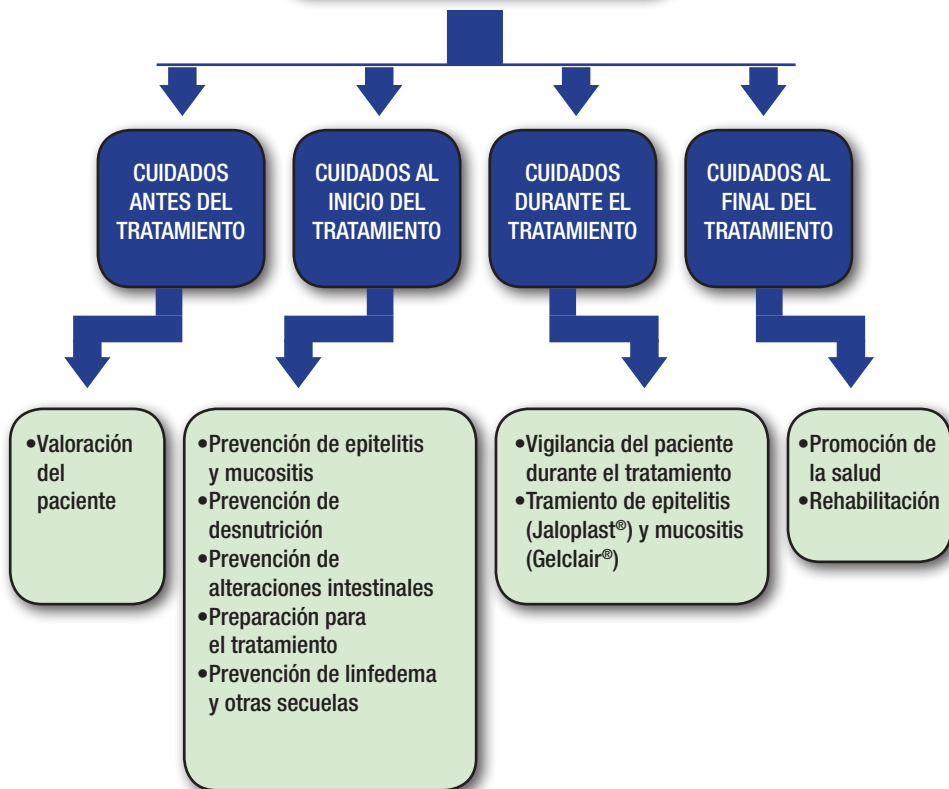 CUIDADOS
ANTES DEL
TRATAMIENTO
CUIDADOS AL
INICIO DEL
TRATAMIENTO
CUIDADOS
DURANTE EL
TRATAMIENTO
CUIDADOS AL
FINAL DEL
TRATAMIENTO
•Valoración
del
paciente
•Prevención de epitelitis
y mucositis
•Prevención de
desnutrición
•Prevención de
alteraciones intestinales
•Preparación para
el tratamiento
•Prevención de linfedema
y otras secuelas
•Vigilancia del paciente
durante el tratamiento
•Tramiento de epitelitis
(Jaloplast®) y mucositis
(Gelclair®)
•Promoción de
la salud
•Rehabilitación